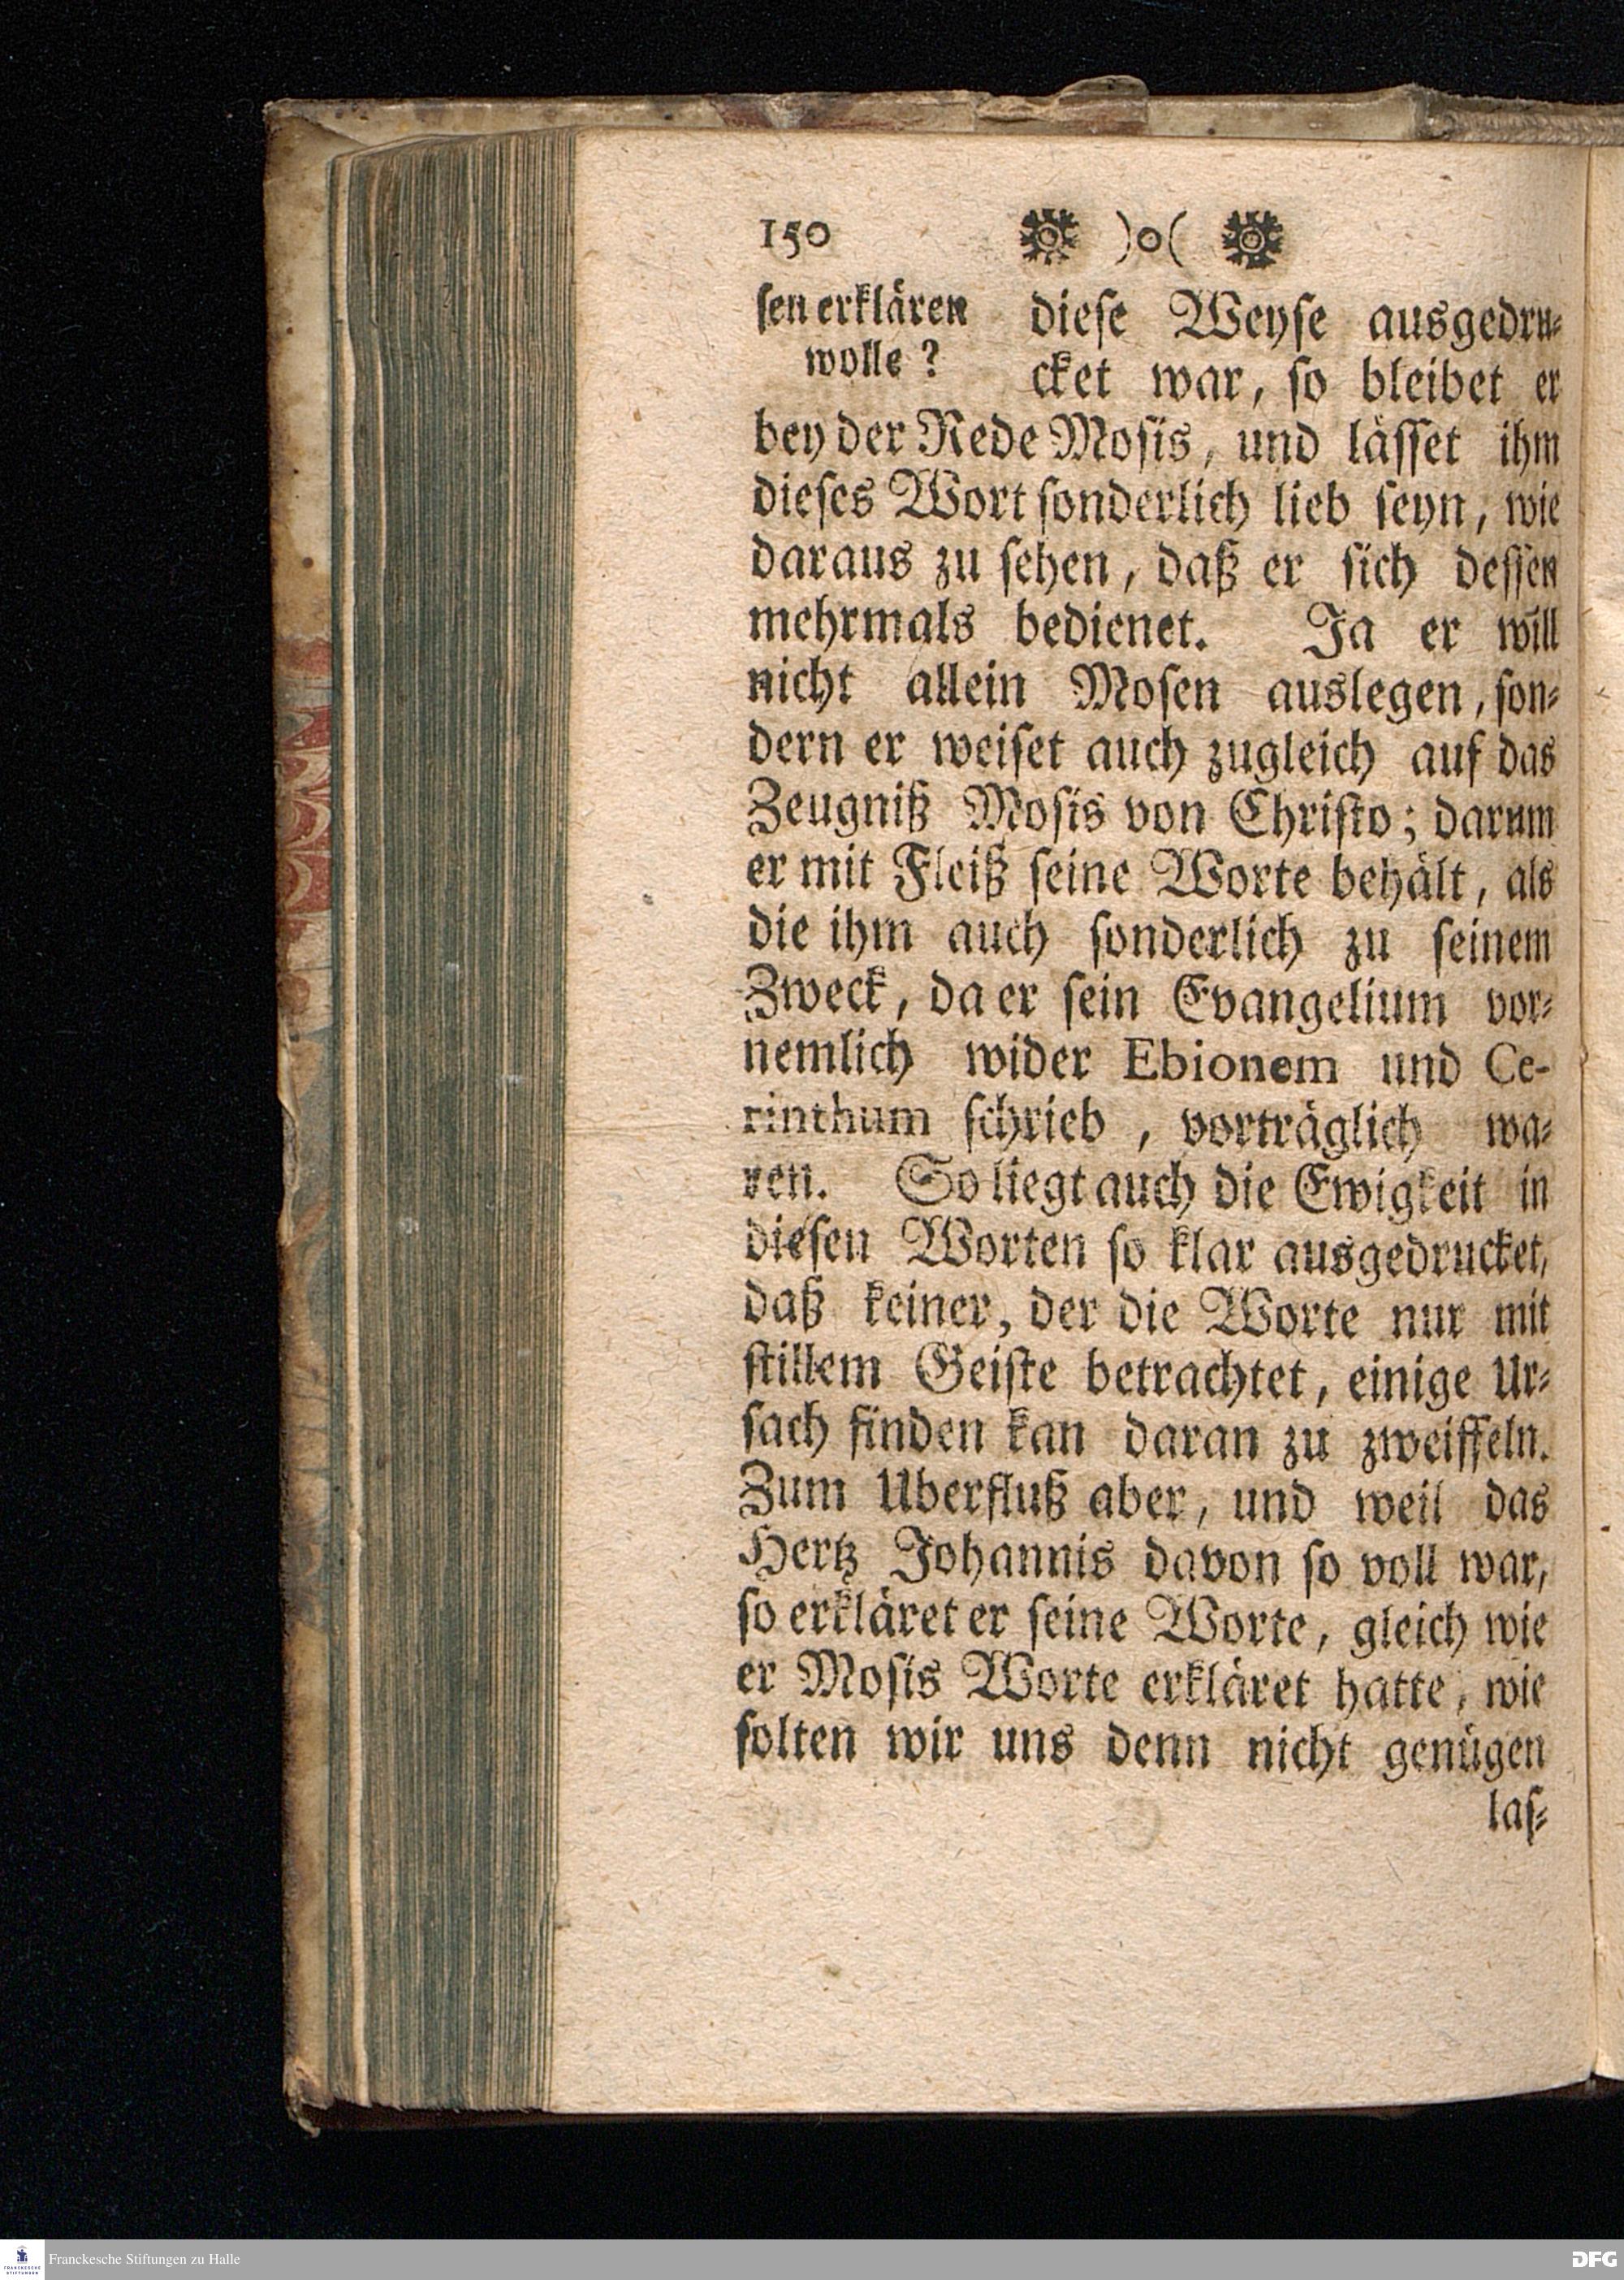 150 )o(
ſen erklären
wolle?
dieſe Weyſe ausgedru⸗
cket war, ſo bleibet er
bey der Rede Moſis, und läſſet ihm
dieſes Wort ſonderlich lieb ſeyn, wie
daraus zu ſehen, daß er ſich deſſen
mehrmals bedienet. Ja er will
nicht allein Moſen auslegen, ſon⸗
dern er weiſet auch zugleich auf das
Zeugniß Moſis von Chriſto; darum
er mit Fleiß ſeine Worte behält, als
die ihm auch ſonderlich zu ſeinem
Zweck, da er ſein Evangelium vor⸗
nemlich wider Ebionem und Ce-
rinthum ſchrieb, vorträglich wa⸗
ren. So liegt auch die Ewigkeit in
dieſen Worten ſo klar ausgedrucket,
daß keiner, der die Worte nur mit
ſtillem Geiſte betrachtet, einige Ur⸗
ſach finden kan daran zu zweiffeln.
Zum Uberfluß aber, und weil das
Hertz Johannis davon ſo voll war,
ſo erkläret er ſeine Worte, gleich wie
er Moſis Worte erkläret hatte, wie
ſolten wir uns denn nicht genügen
laſ⸗
FRANCKESCHE
STIFTUNGEN
Franckesche Stiftungen zu Halle
DFG